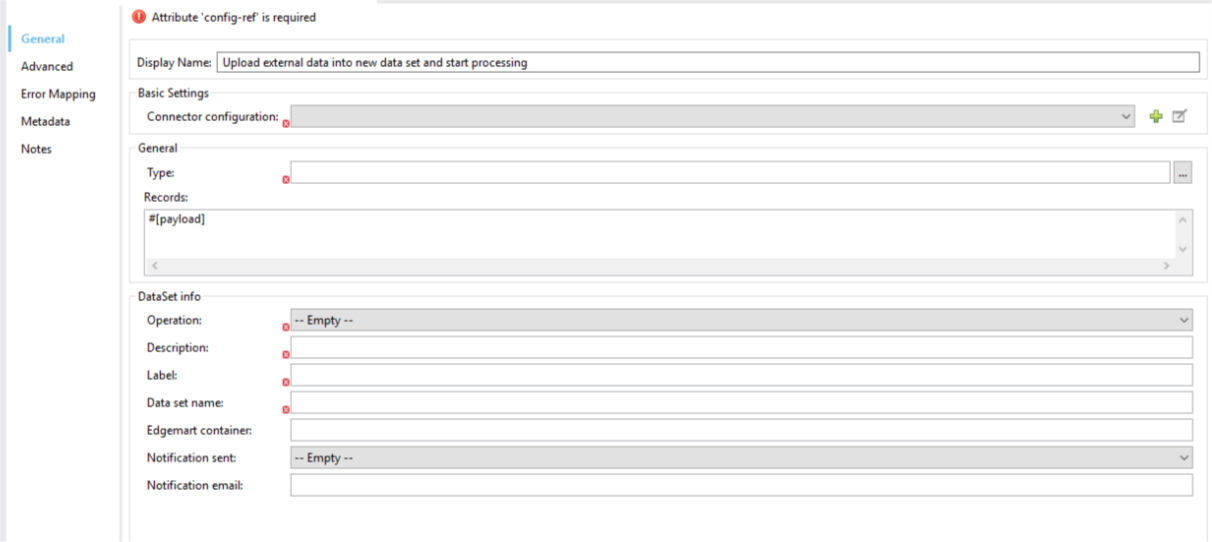 Attribute 'config-ref' is required
General
Advanced
Error Mapping
Metadata
Notes
Display Name: Upload external data into new data set and start processing
Basic Settings
Connector configuration:
General
Type:
...
Records:
#[payload]
DataSet info
Operation: -- Empty --
Description:
Label:
Data set name:
Edgemart container:
Notification sent: -- Empty --
Notification email: